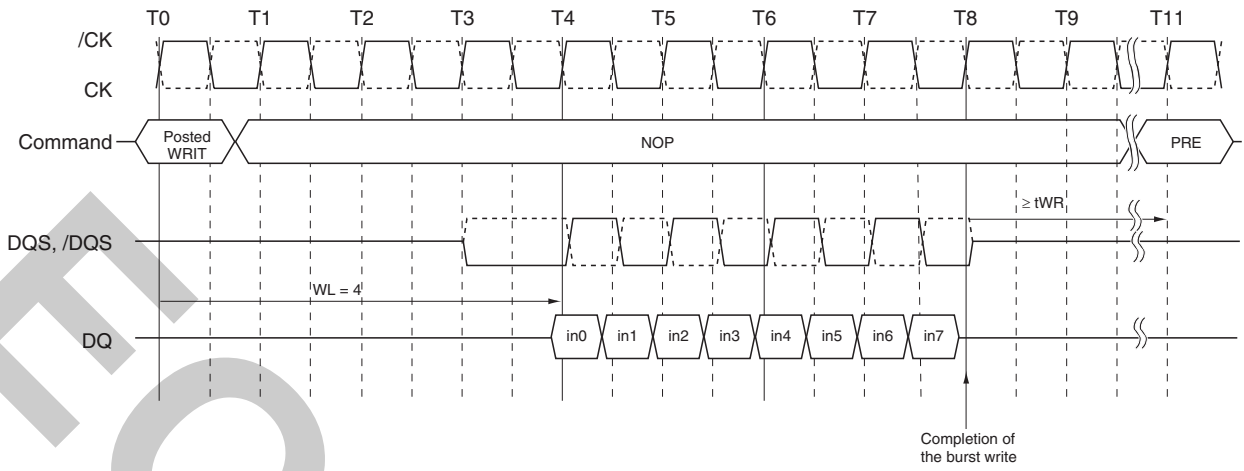 T0 T1 T2 T3 T4 T5 T6 T7 T8 T9 T11
/CK
CK
Command
Posted
WRIT
NOP
PRE
≥ tWR
DQS, /DQS
WL = 4
DQ
in0 in1 in2 in3 in4 in5 in6 in7
Completion of
the burst write